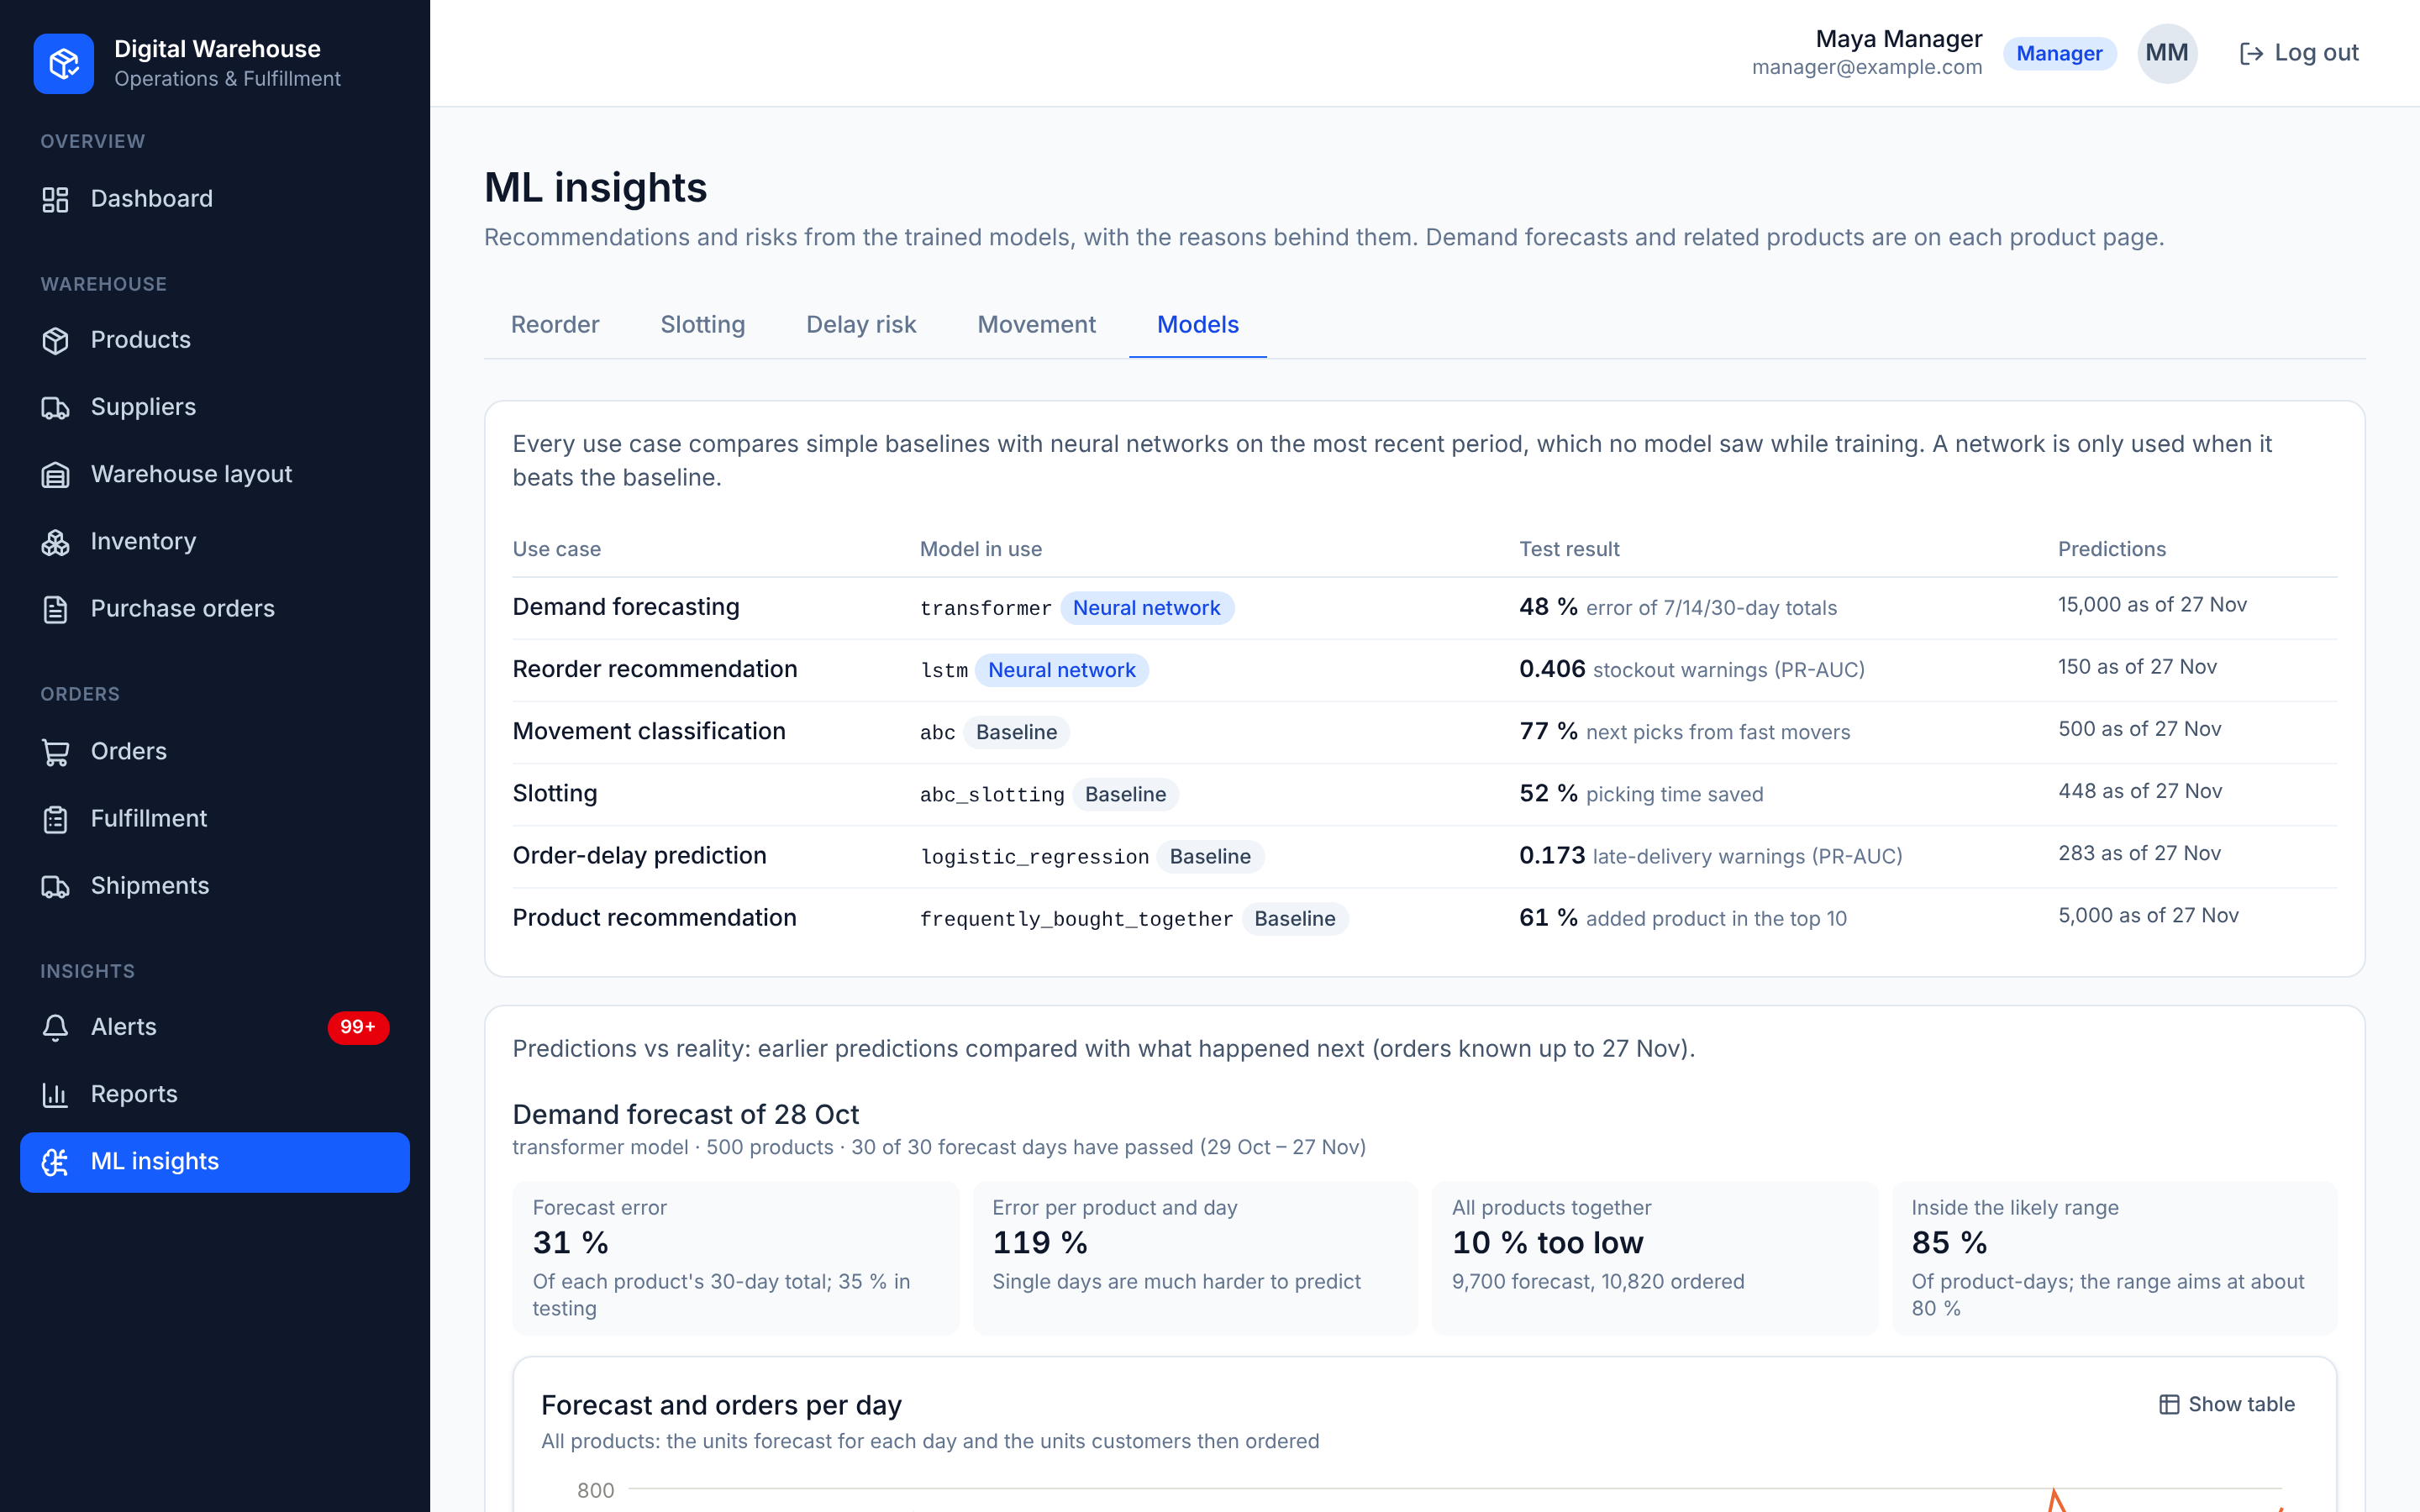 Digital Warehouse
Operations & Fulfillment
OVERVIEW
Dashboard
WAREHOUSE
Products
Suppliers
Warehouse layout
Inventory
Purchase orders
ORDERS
Orders
Fulfillment
Shipments
INSIGHTS
Alerts 99+
Reports
ML insights
Maya Manager
manager@example.com
Manager
MM
Log out
ML insights
Recommendations and risks from the trained models, with the reasons behind them. Demand forecasts and related products are on each product page.
Reorder Slotting Delay risk Movement Models
Every use case compares simple baselines with neural networks on the most recent period, which no model saw while training. A network is only used when it
beats the baseline.
Use case Model in use Test result Predictions
Demand forecasting transformer Neural network 48 % error of 7/14/30-day totals 15,000 as of 27 Nov
Reorder recommendation lstm Neural network 0.406 stockout warnings (PR-AUC) 150 as of 27 Nov
Movement classification abc Baseline 77 % next picks from fast movers 500 as of 27 Nov
Slotting abc_slotting Baseline 52 % picking time saved 448 as of 27 Nov
Order-delay prediction logistic_regression Baseline 0.173 late-delivery warnings (PR-AUC) 283 as of 27 Nov
Product recommendation frequently_bought_together Baseline 61 % added product in the top 10 5,000 as of 27 Nov
Predictions vs reality: earlier predictions compared with what happened next (orders known up to 27 Nov).
Demand forecast of 28 Oct
transformer model · 500 products · 30 of 30 forecast days have passed (29 Oct – 27 Nov)
Forecast error
31 %
Of each product's 30-day total; 35 % in
testing
Error per product and day
119 %
Single days are much harder to predict
All products together
10 % too low
9,700 forecast, 10,820 ordered
Inside the likely range
85 %
Of product-days; the range aims at about
80 %
Forecast and orders per day
Show table
All products: the units forecast for each day and the units customers then ordered
800